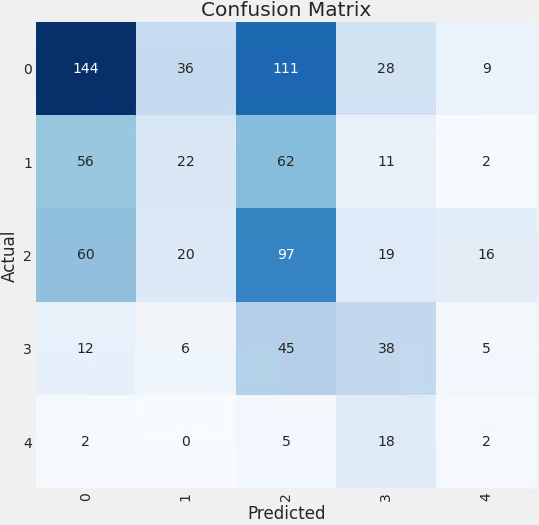 Confusion Matrix
0 144 36 111 28 9
1 56 22 62 11 2
Actual
2 60 20 97 19 16
3 12 6 45 38 5
4 2 0 5 18 2
0 1 2 3 4
Predicted